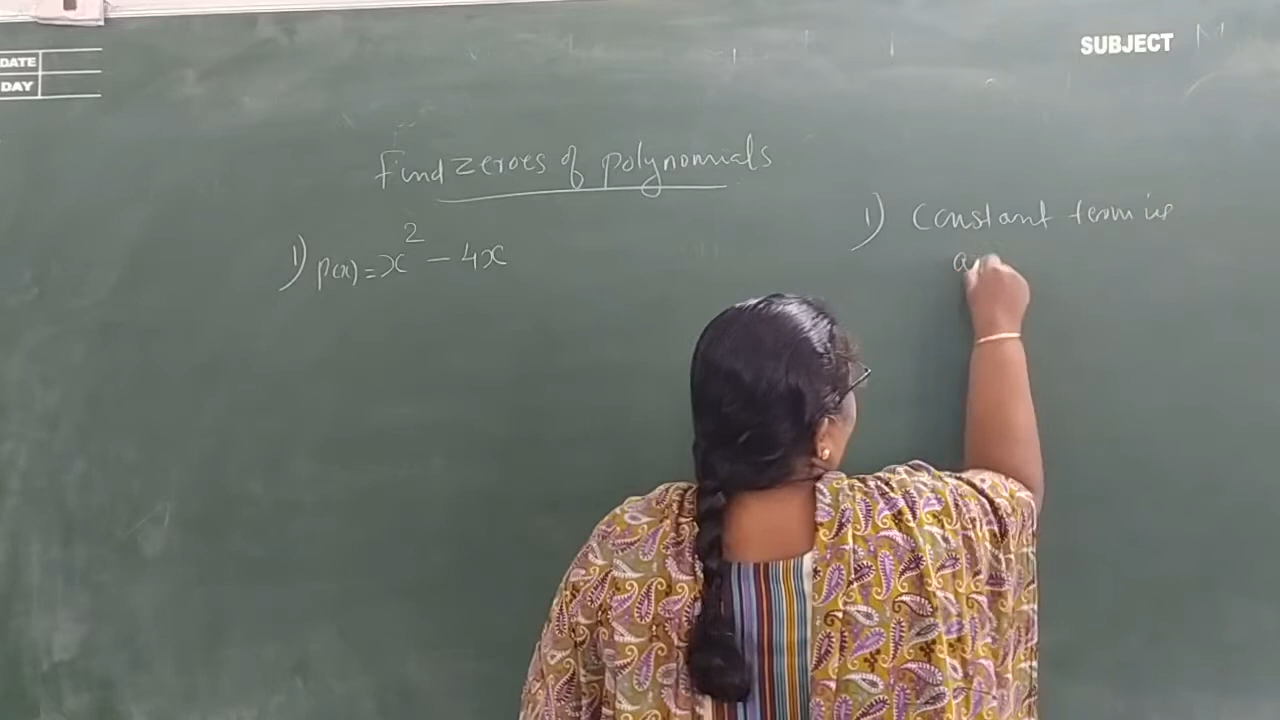 DATE
DAY
SUBJECT
Find zeroes of polynomials
1) p(x) = x² - 4x
1) Constant term is